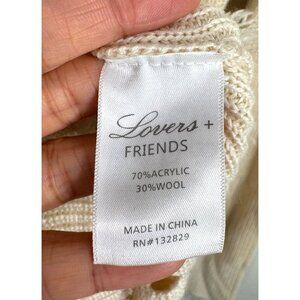 Lovers +
FRIENDS
70%ACRYLIC
30%WOOL
MADE IN CHINA
RN#132829